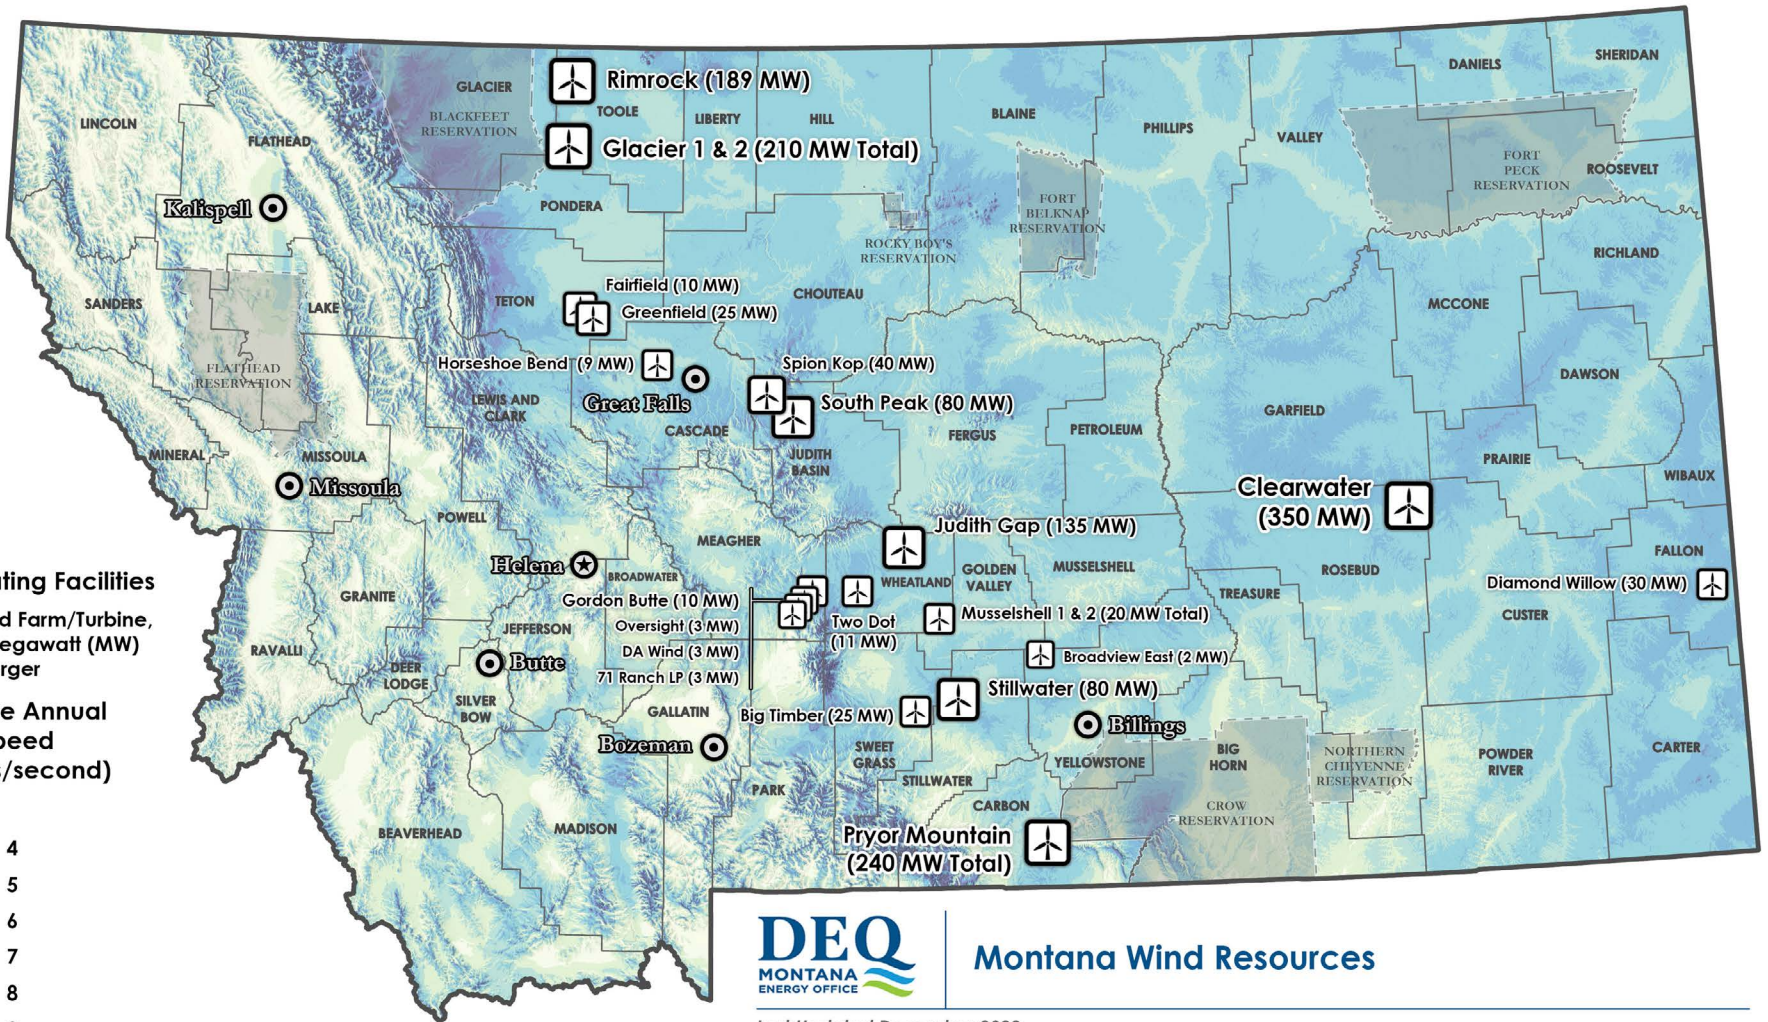 LINCOLN
FLATHEAD
GLACIER
BLACKFEET
RESERVATION
Rimrock (189 MW)
TOOLE
LIBERTY
HILL
Glacier 1 & 2 (210 MW Total)
BLAINE
PHILLIPS
VALLEY
DANIELS
SHERIDAN
FORT
PECK
RESERVATION
ROOSEVELT
Kalispell
PONDERA
ROCKY BOY'S
RESERVATION
FORT
BELKNAP
RESERVATION
RICHLAND
SANDERS
LAKE
TETON
Fairfield (10 MW)
Greenfield (25 MW)
CHOUTEAU
MCCONE
FLATHEAD
RESERVATION
Horseshoe Bend (9 MW)
Great Falls
Spion Kop (40 MW)
South Peak (80 MW)
LEWIS AND
CLARK
CASCADE
JUDITH
BASIN
FERGUS
PETROLEUM
GARFIELD
DAWSON
MINERAL
MISSOULA
Missoula
PRAIRIE
WIBAUX
Clearwater
(350 MW)
POWELL
MEAGHER
Judith Gap (135 MW)
WHEATLAND
GOLDEN
VALLEY
MUSSELSHELL
TREASURE
ROSEBUD
FALLON
Diamond Willow (30 MW)
CUSTER
Helena
BROADWATER
Gordon Butte (10 MW)
Oversight (3 MW)
DA Wind (3 MW)
71 Ranch LP (3 MW)
Two Dot
(11 MW)
Musselshell 1 & 2 (20 MW Total)
Broadview East (2 MW)
GRANITE
JEFFERSON
RAVALLI
DEER
LODGE
Butte
SILVER
BOW
GALLATIN
Bozeman
Big Timber (25 MW)
Stillwater (80 MW)
Billings
SWEET
GRASS
STILLWATER
YELLOWSTONE
BIG
HORN
NORTHERN
CHEYENNE
RESERVATION
POWDER
RIVER
CARTER
PARK
CARBON
CROW
RESERVATION
BEAVERHEAD
MADISON
Pryor Mountain
(240 MW Total)
Facilities
Farm/Turbine,
(MW)
Annual
4
5
6
7
8
DEQ
MONTANA
ENERGY OFFICE
Montana Wind Resources